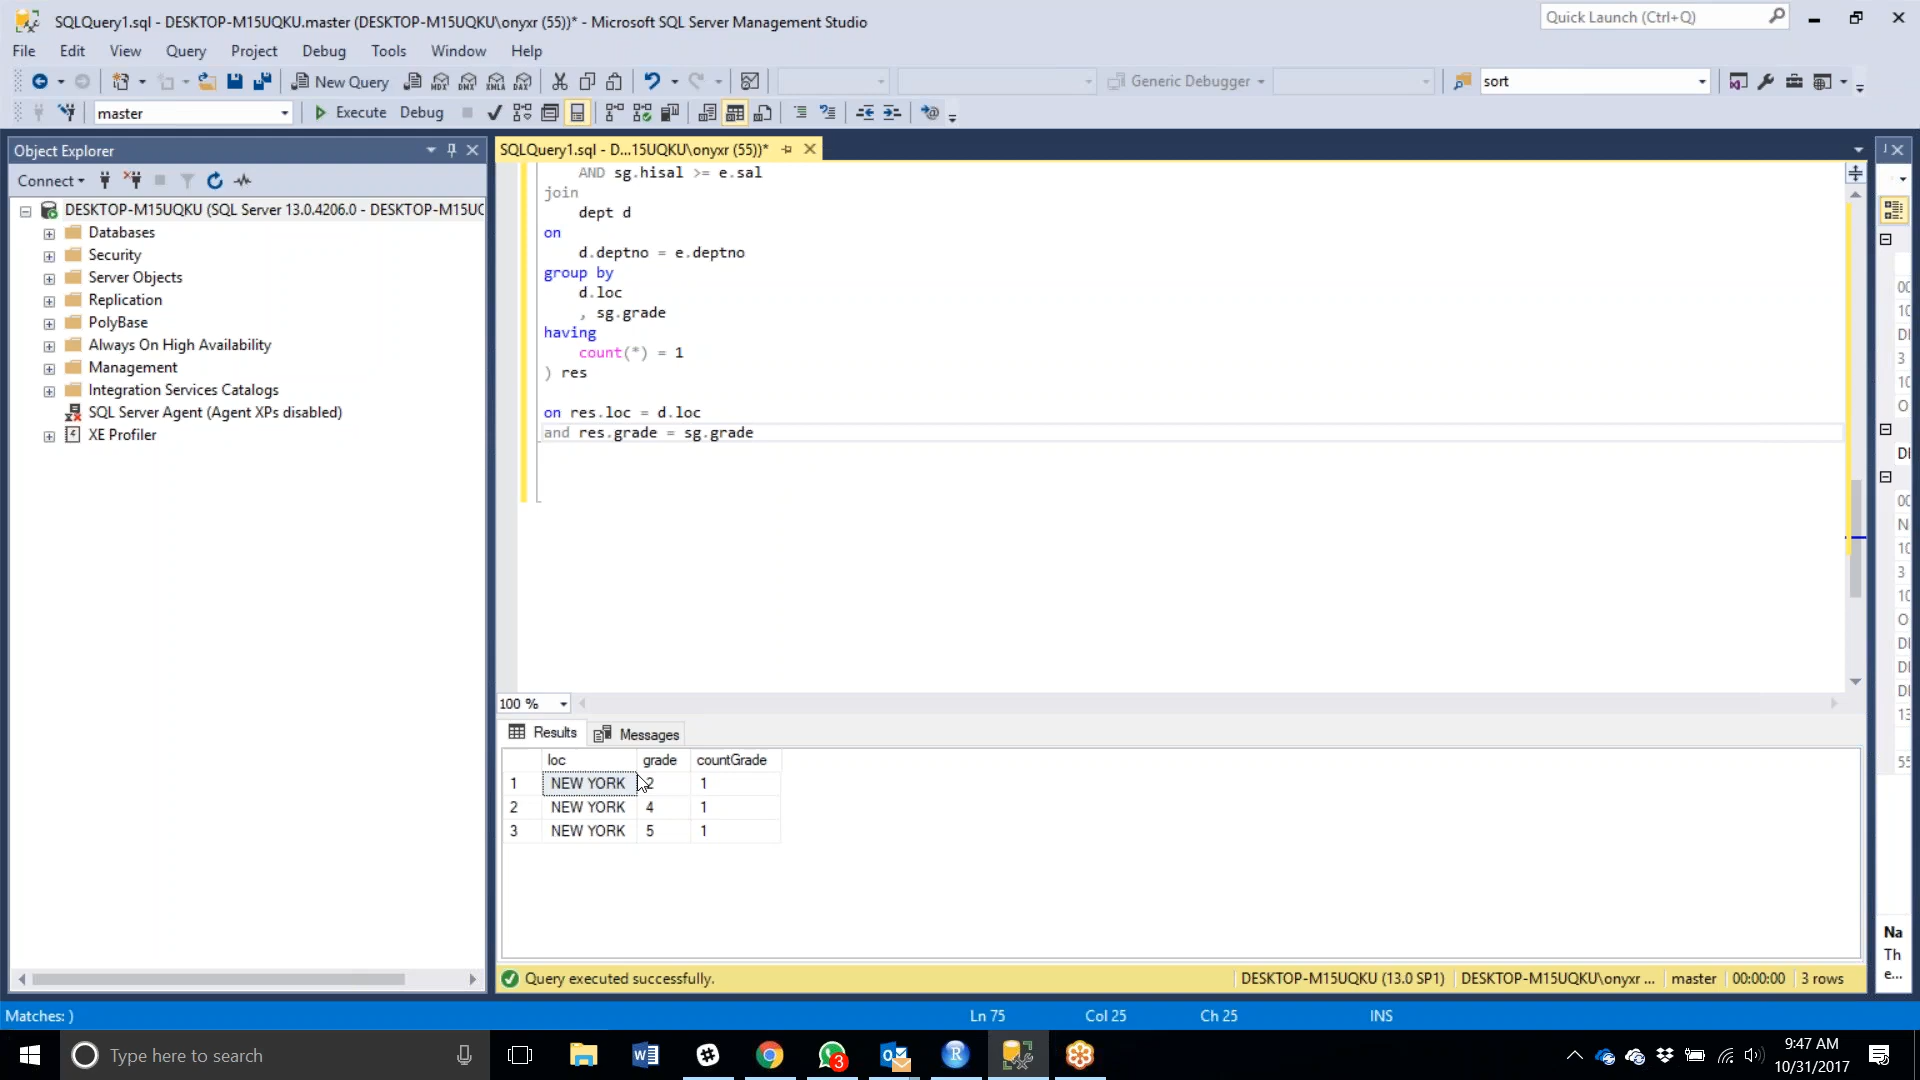 SQLQuery1.sql - DESKTOP-M15UQKU.master (DESKTOP-M15UQKU\onyxr (55))* - Microsoft SQL Server Management Studio
Quick Launch (Ctrl+Q)
File Edit View Query Project Debug Tools Window Help
New Query
MDX DMX XMLA DAX
Generic Debugger
sort
master
Execute Debug
Object Explorer
SQLQuery1.sql - D...15UQKU\onyxr (55))*
Connect
DESKTOP-M15UQKU (SQL Server 13.0.4206.0 - DESKTOP-M15UQ
Databases
Security
Server Objects
Replication
PolyBase
Always On High Availability
Management
Integration Services Catalogs
SQL Server Agent (Agent XPs disabled)
XE Profiler
AND sg.hisal >= e.sal
join
dept d
on
d.deptno = e.deptno
group by
d.loc
, sg.grade
having
count(*) = 1
) res
on res.loc = d.loc
and res.grade = sg.grade
100 %
Results Messages
loc grade countGrade
1 NEW YORK 2 1
2 NEW YORK 4 1
3 NEW YORK 5 1
Na
Th
e...
Query executed successfully.
DESKTOP-M15UQKU (13.0 SP1) DESKTOP-M15UQKU\onyxr ... master 00:00:00 3 rows
Matches: )
Ln 75 Col 25 Ch 25 INS
Type here to search
3
9:47 AM
10/31/2017